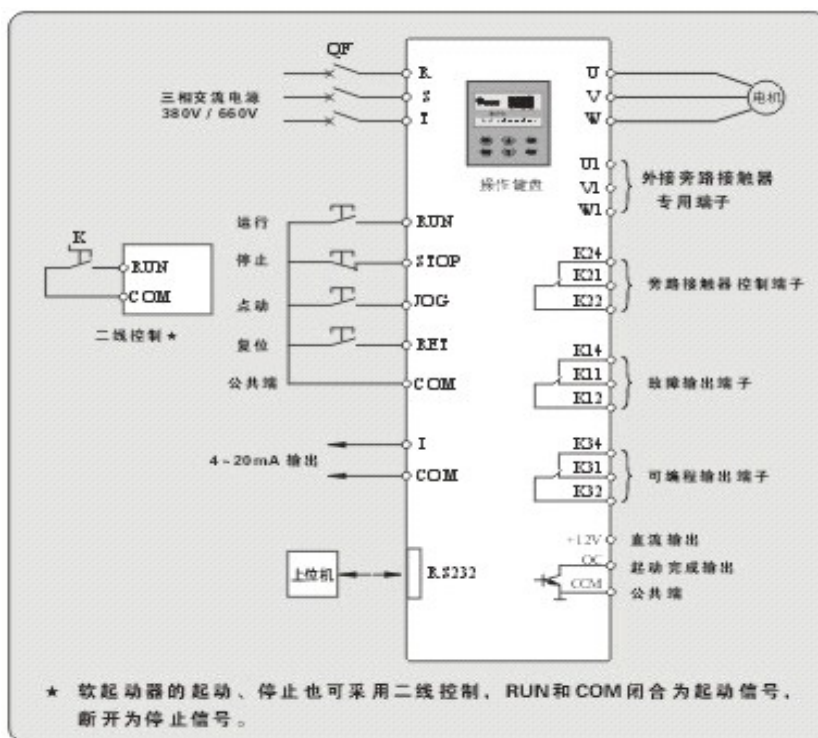 QF
三相交流电源
380V / 660V
R
S
T
操作键盘
U
V
W
电机
U1
V1
W1
外接旁路接触器
专用端子
K
RUN
COM
二线控制★
运行
停止
点动
复位
公共端
RUN
STOP
JOG
RET
COM
K24
K21
K22
旁路接触器控制端子
K14
K11
K12
故障输出端子
4~20mA 输出
I
COM
K34
K31
K32
可编程输出端子
上位机
RS232
+12V
直流输出
OC
起动完成输出
COM
公共端
★ 软起动器的起动、停止也可采用二线控制，RUN和COM闭合为起动信号，
断开为停止信号。